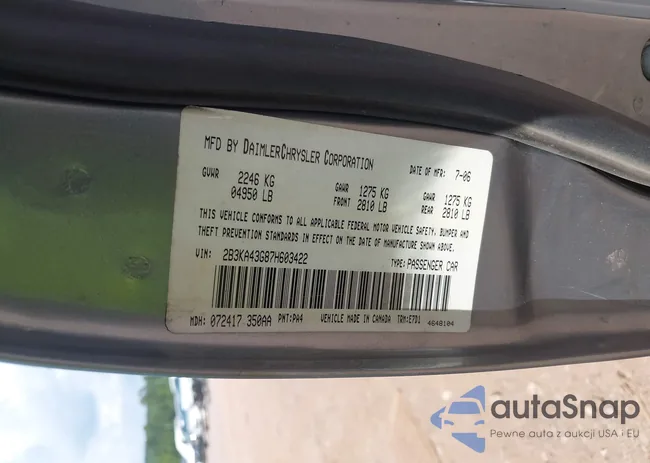 MFD BY DAIMLERCHRYSLER CORPORATION DATE OF MFR: 7-06
GVWR 2246 KG GAWR 1275 KG GAWR 1275 KG
04950 LB FRONT 2810 LB REAR 2810 LB
THIS VEHICLE CONFORMS TO ALL APPLICABLE FEDERAL MOTOR VEHICLE SAFETY, BUMPER AND
THEFT PREVENTION STANDARDS IN EFFECT ON THE DATE OF MANUFACTURE SHOWN ABOVE.
VIN: 2B3KA43G87H603422 TYPE: PASSENGER CAR
MDH: 072417 350AA PNT: PA4 VEHICLE MADE IN CANADA TRM: E7D1 4648104
autaSnap
Pewne auta z aukcji USA i EU